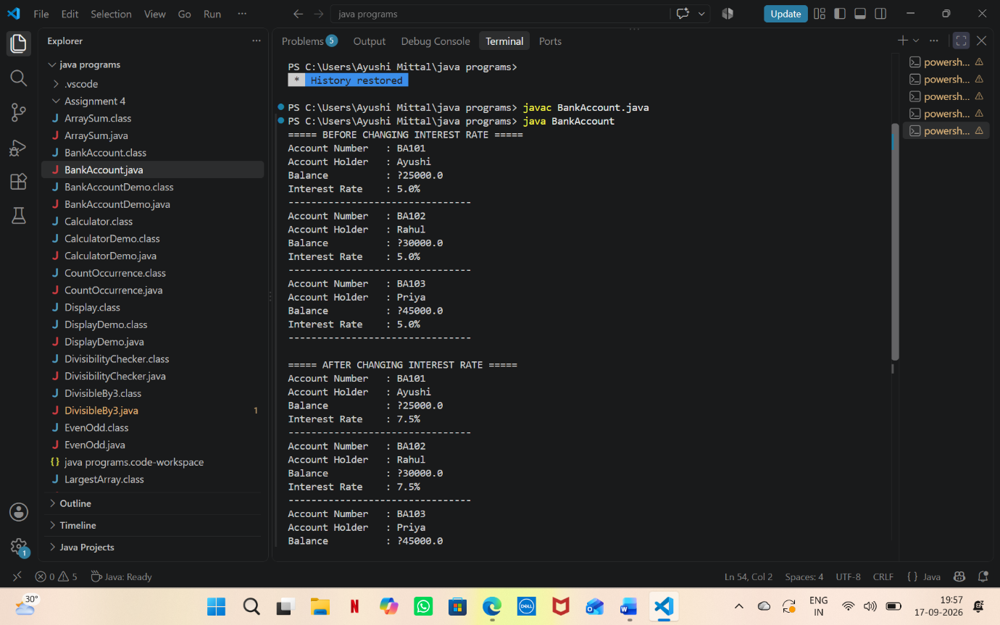 File Edit Selection View Go Run ···
java programs
Update
Explorer ···
java programs
.vscode
Assignment 4
ArraySum.class
ArraySum.java
BankAccount.class
BankAccount.java
BankAccountDemo.class
BankAccountDemo.java
Calculator.class
CalculatorDemo.class
CalculatorDemo.java
CountOccurrence.class
CountOccurrence.java
Display.class
DisplayDemo.class
DisplayDemo.java
DivisibilityChecker.class
DivisibilityChecker.java
DivisibleBy3.class
DivisibleBy3.java 1
EvenOdd.class
EvenOdd.java
{} java programs.code-workspace
LargestArray.class
Outline
Timeline
Java Projects
1
Problems 5 Output Debug Console Terminal Ports
PS C:\Users\Ayushi Mittal\java programs>
* History restored
PS C:\Users\Ayushi Mittal\java programs> javac BankAccount.java
PS C:\Users\Ayushi Mittal\java programs> java BankAccount
===== BEFORE CHANGING INTEREST RATE =====
Account Number : BA101
Account Holder : Ayushi
Balance : ?25000.0
Interest Rate : 5.0%
--------------------------------
Account Number : BA102
Account Holder : Rahul
Balance : ?30000.0
Interest Rate : 5.0%
--------------------------------
Account Number : BA103
Account Holder : Priya
Balance : ?45000.0
Interest Rate : 5.0%
--------------------------------
===== AFTER CHANGING INTEREST RATE =====
Account Number : BA101
Account Holder : Ayushi
Balance : ?25000.0
Interest Rate : 7.5%
--------------------------------
Account Number : BA102
Account Holder : Rahul
Balance : ?30000.0
Interest Rate : 7.5%
--------------------------------
Account Number : BA103
Account Holder : Priya
Balance : ?45000.0
powersh...
powersh...
powersh...
powersh...
powersh...
0 5 Java: Ready
Ln 54, Col 2 Spaces: 4 UTF-8 CRLF {} Java
30°
N
DELL
W
ENG
IN
19:57
17-09-2026